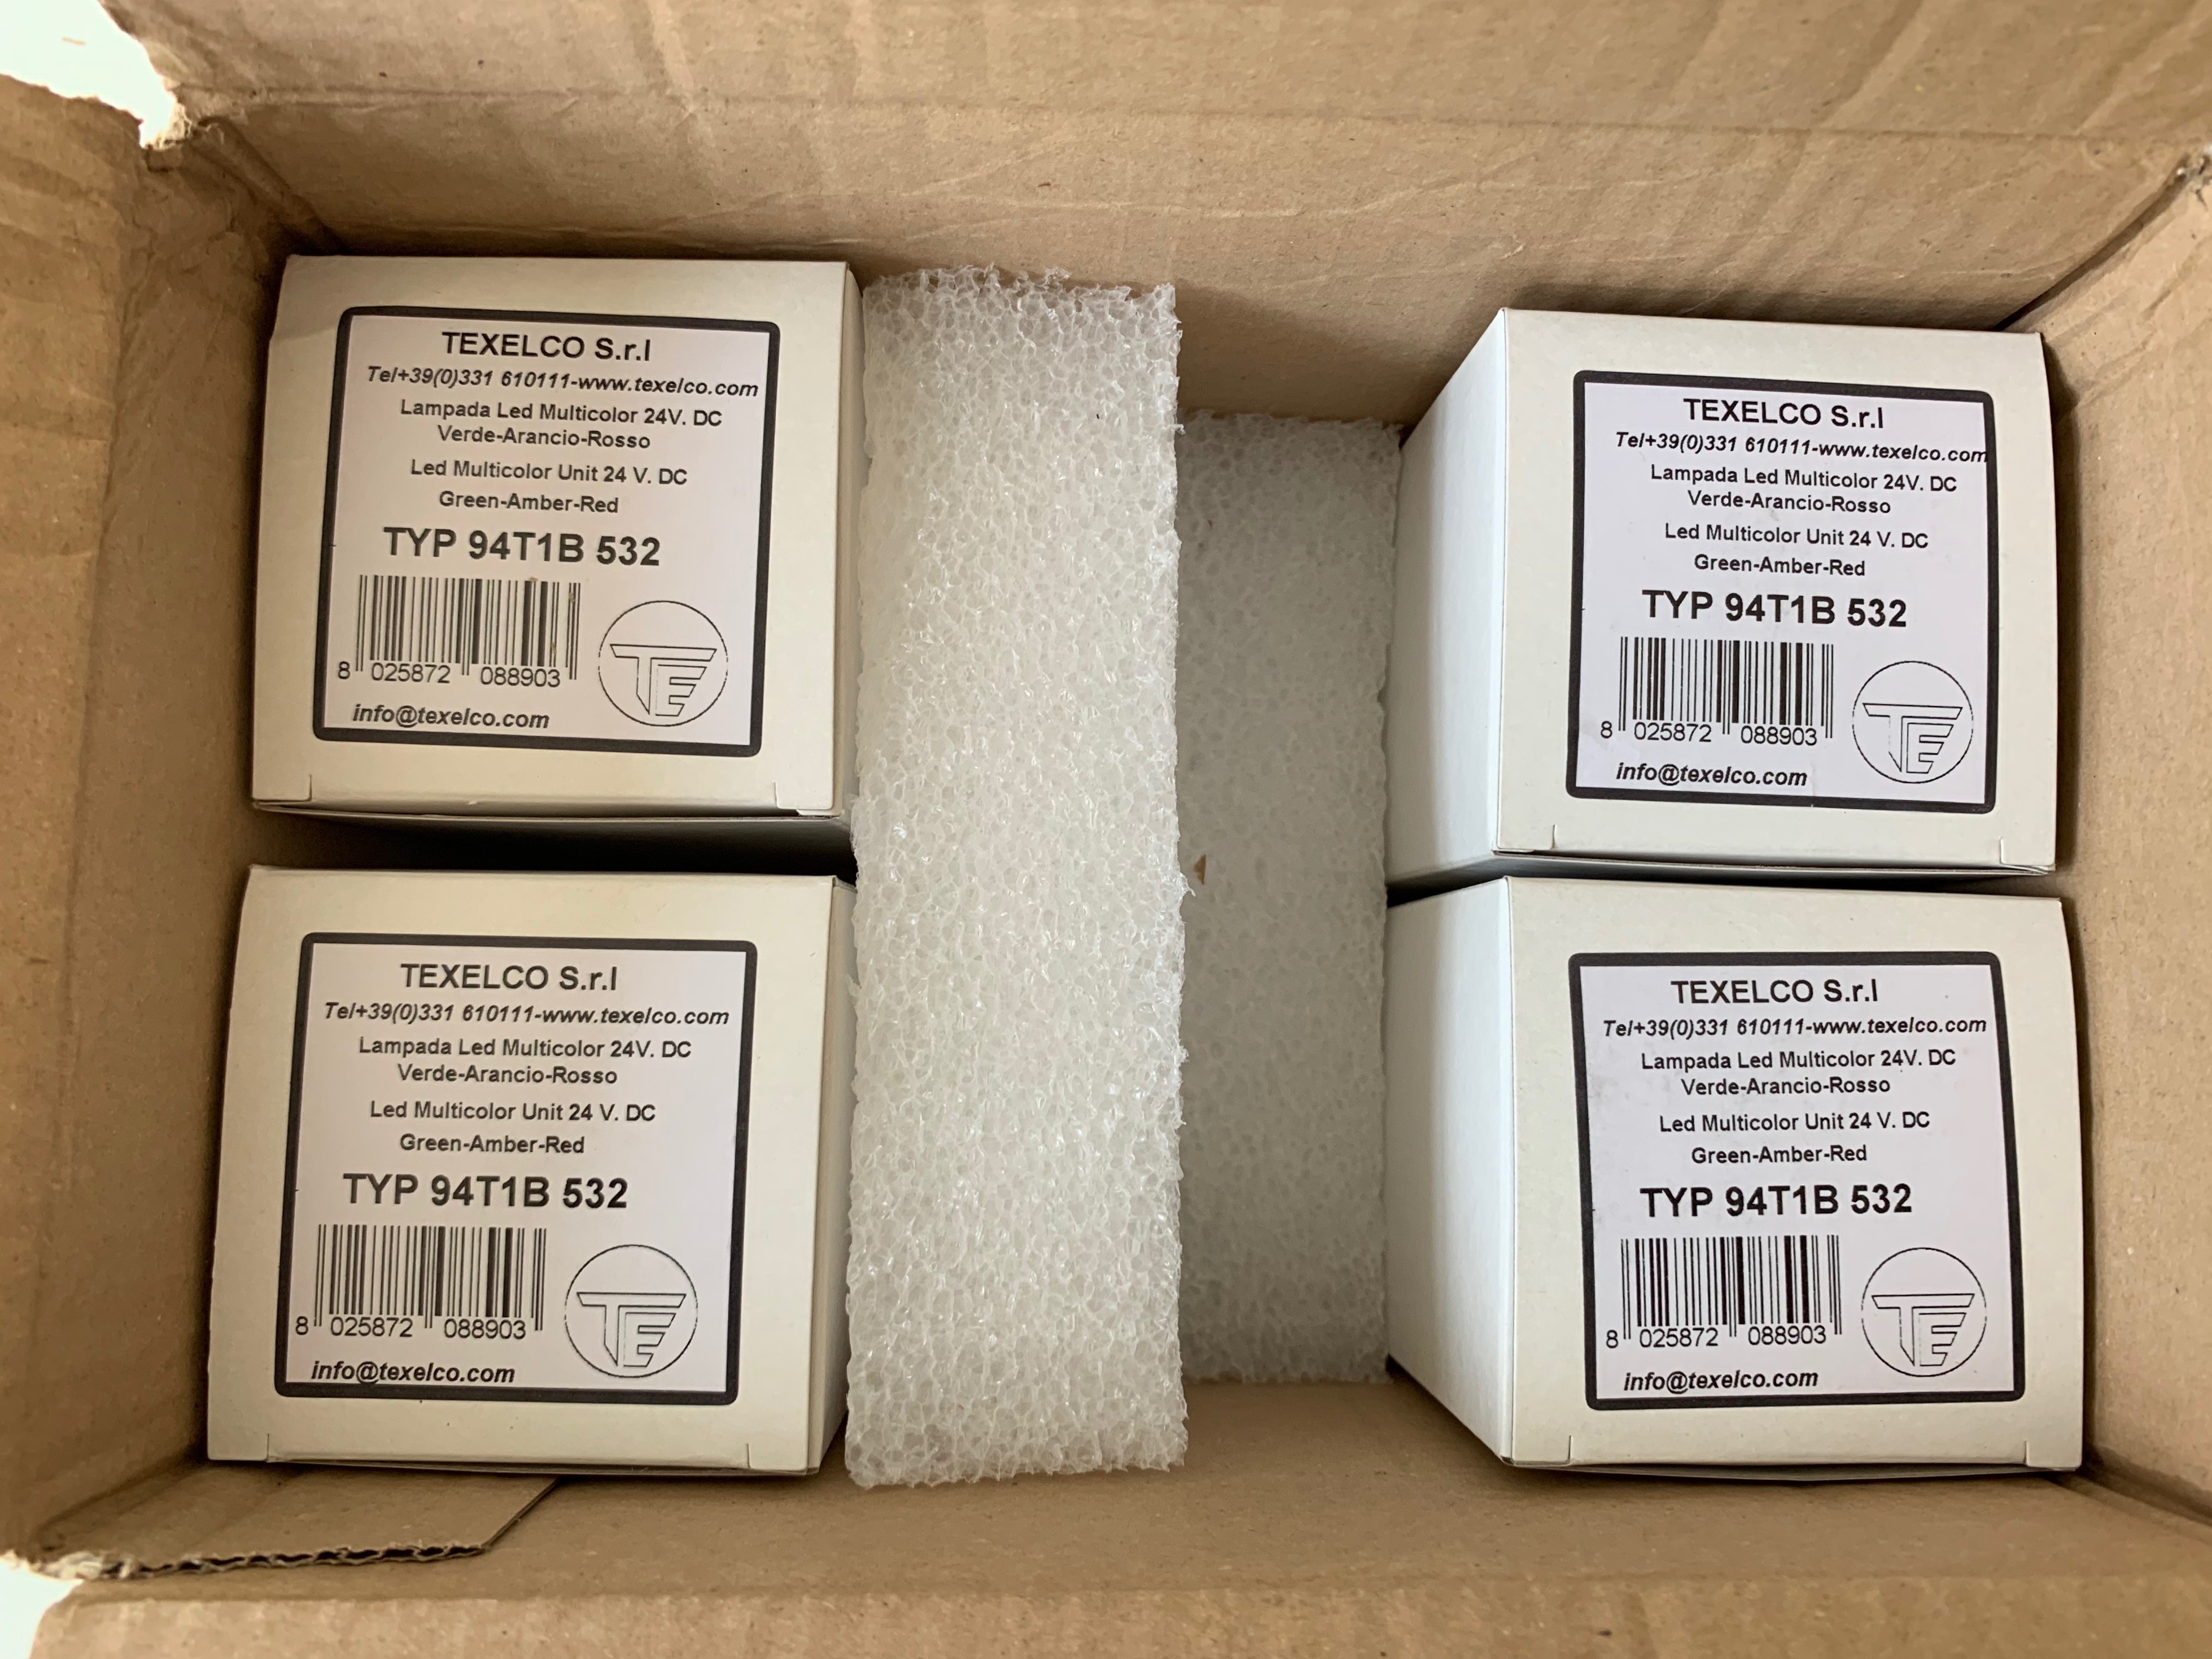 TEXELCO S.r.l
Tel+39(0)331 610111-www.texelco.com
Lampada Led Multicolor 24V. DC
Verde-Arancio-Rosso
Led Multicolor Unit 24 V. DC
Green-Amber-Red
TYP 94T1B 532
8 025872 088903
TE
info@texelco.com
TEXELCO S.r.l
Tel+39(0)331 610111-www.texelco.com
Lampada Led Multicolor 24V. DC
Verde-Arancio-Rosso
Led Multicolor Unit 24 V. DC
Green-Amber-Red
TYP 94T1B 532
8 025872 088903
TE
info@texelco.com
TEXELCO S.r.l
Tel+39(0)331 610111-www.texelco.com
Lampada Led Multicolor 24V. DC
Verde-Arancio-Rosso
Led Multicolor Unit 24 V. DC
Green-Amber-Red
TYP 94T1B 532
8 025872 088903
TE
info@texelco.com
TEXELCO S.r.l
Tel+39(0)331 610111-www.texelco.com
Lampada Led Multicolor 24V. DC
Verde-Arancio-Rosso
Led Multicolor Unit 24 V. DC
Green-Amber-Red
TYP 94T1B 532
8 025872 088903
TE
info@texelco.com